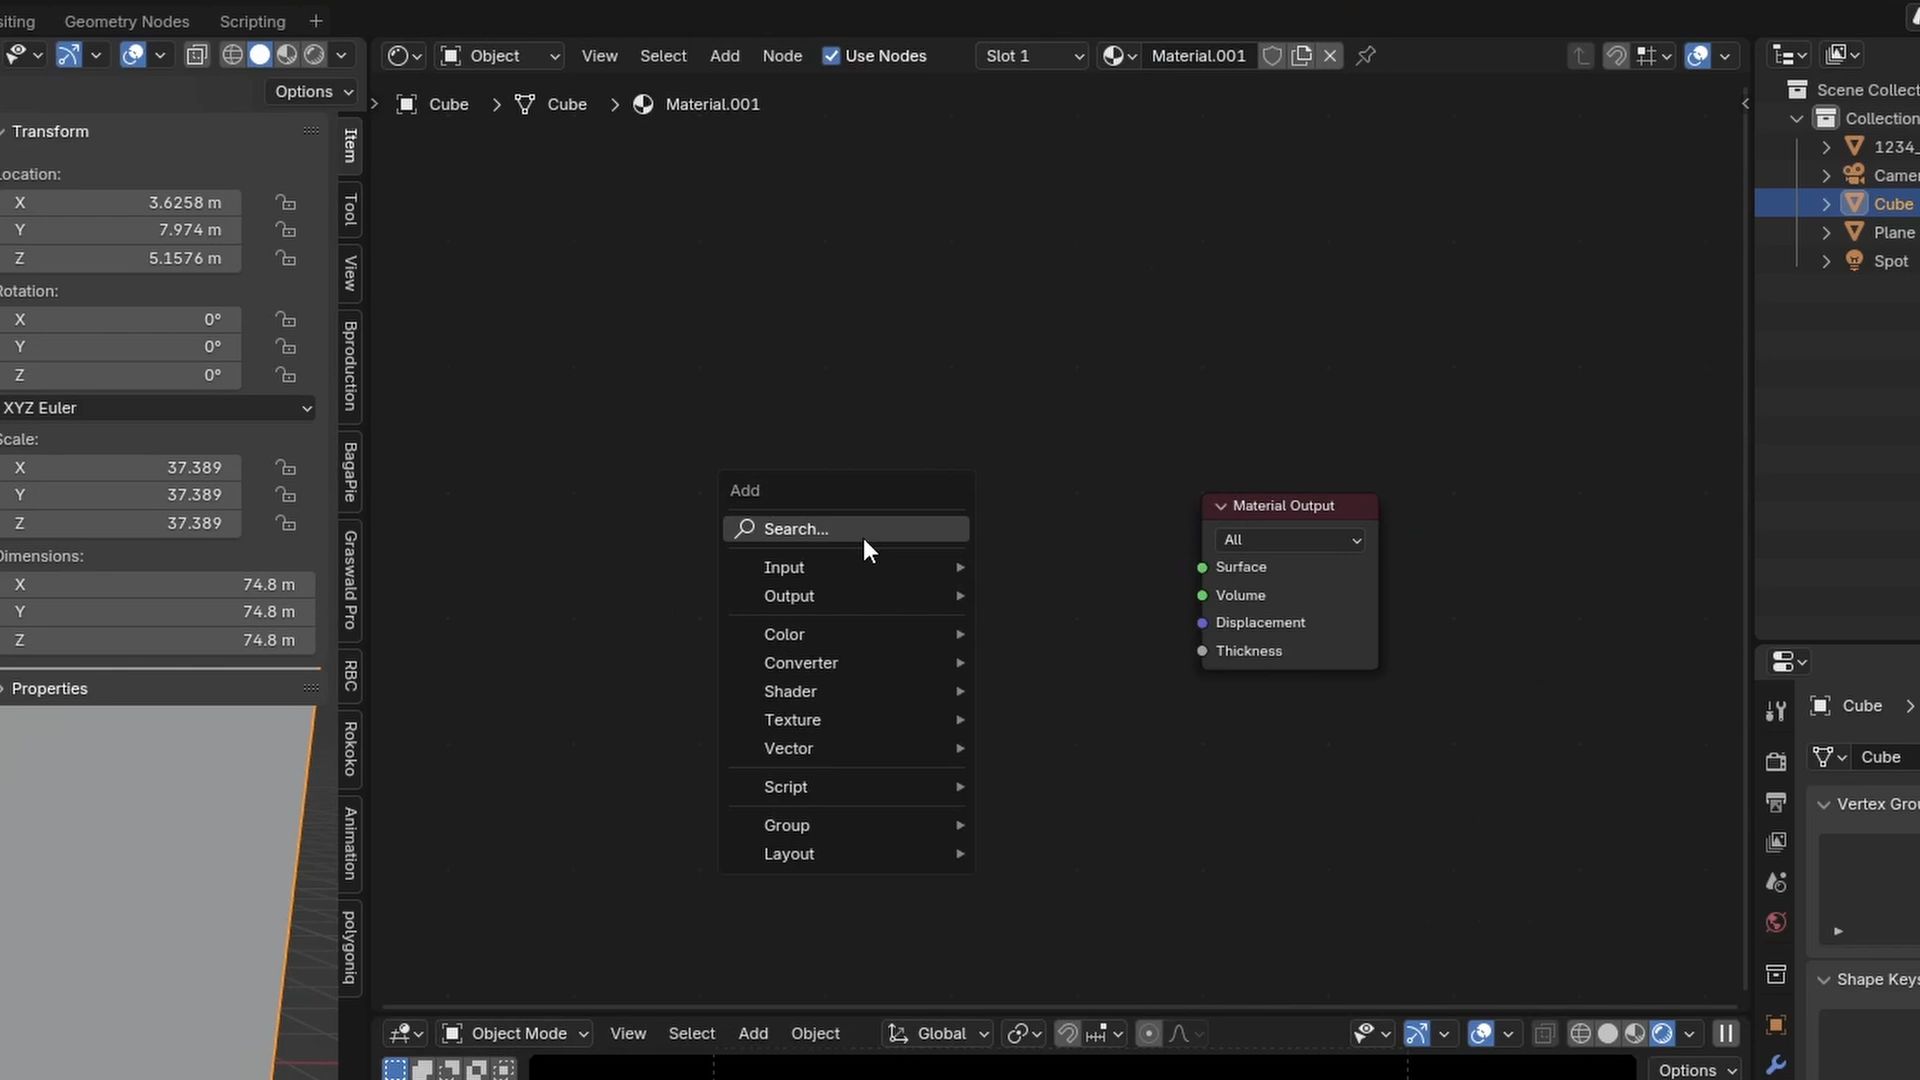 siting
Geometry Nodes
Scripting
Options
Transform
Location:
X 3.6258 m
Y 7.974 m
Z 5.1576 m
Rotation:
X 0°
Y 0°
Z 0°
XYZ Euler
Scale:
X 37.389
Y 37.389
Z 37.389
Dimensions:
X 74.8 m
Y 74.8 m
Z 74.8 m
Properties
Item
Tool
View
Bproduction
BagaPie
Graswald Pro
RBC
Rokoko
Animation
polygoniq
Object
View
Select
Add
Node
Use Nodes
Slot 1
Material.001
Cube
Cube
Material.001
Add
Search...
Input
Output
Color
Converter
Shader
Texture
Vector
Script
Group
Layout
Material Output
All
Surface
Volume
Displacement
Thickness
Object Mode
View
Select
Add
Object
Global
Options
Scene Collect
Collection
1234_
Camer
Cube
Plane
Spot
Cube
Cube
Vertex Grou
Shape Keys